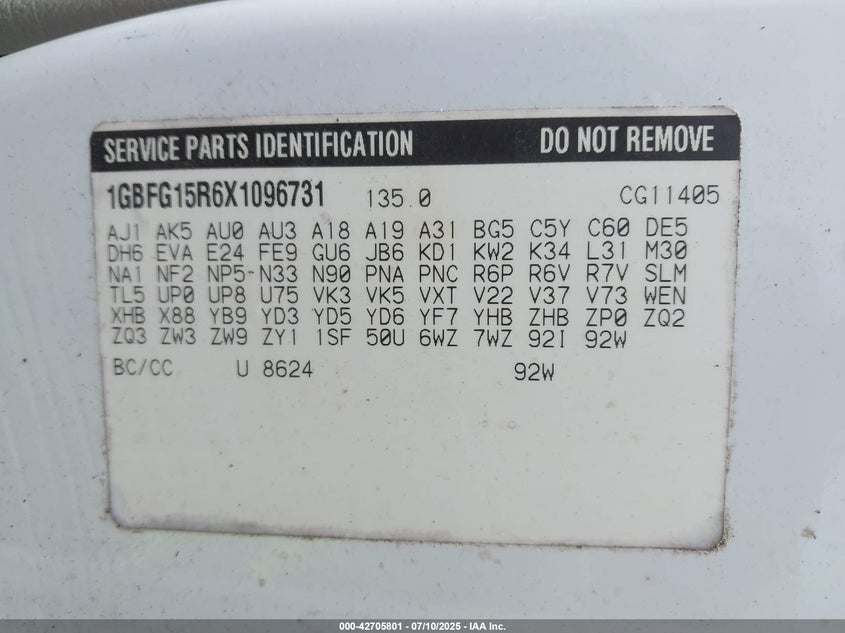 SERVICE PARTS IDENTIFICATION DO NOT REMOVE
1GBFG15R6X1096731 135.0 CG11405
AJ1 AK5 AU0 AU3 A18 A19 A31 BG5 C5Y C60 DE5
DH6 EVA E24 FE9 GU6 JB6 KD1 KW2 K34 L31 M30
NA1 NF2 NP5 N33 N90 PNA PNC R6P R6V R7V SLM
TL5 UP0 UP8 U75 VK3 VK5 VXT V22 V37 V73 WEN
XHB X88 YB9 YD3 YD5 YD6 YF7 YHB ZHB ZP0 ZQ2
ZQ3 ZW3 ZW9 ZY1 1SF 50U 6WZ 7WZ 92I 92W
BC/CC U 8624 92W
000-42705801 - 07/10/2025 - IAA Inc.